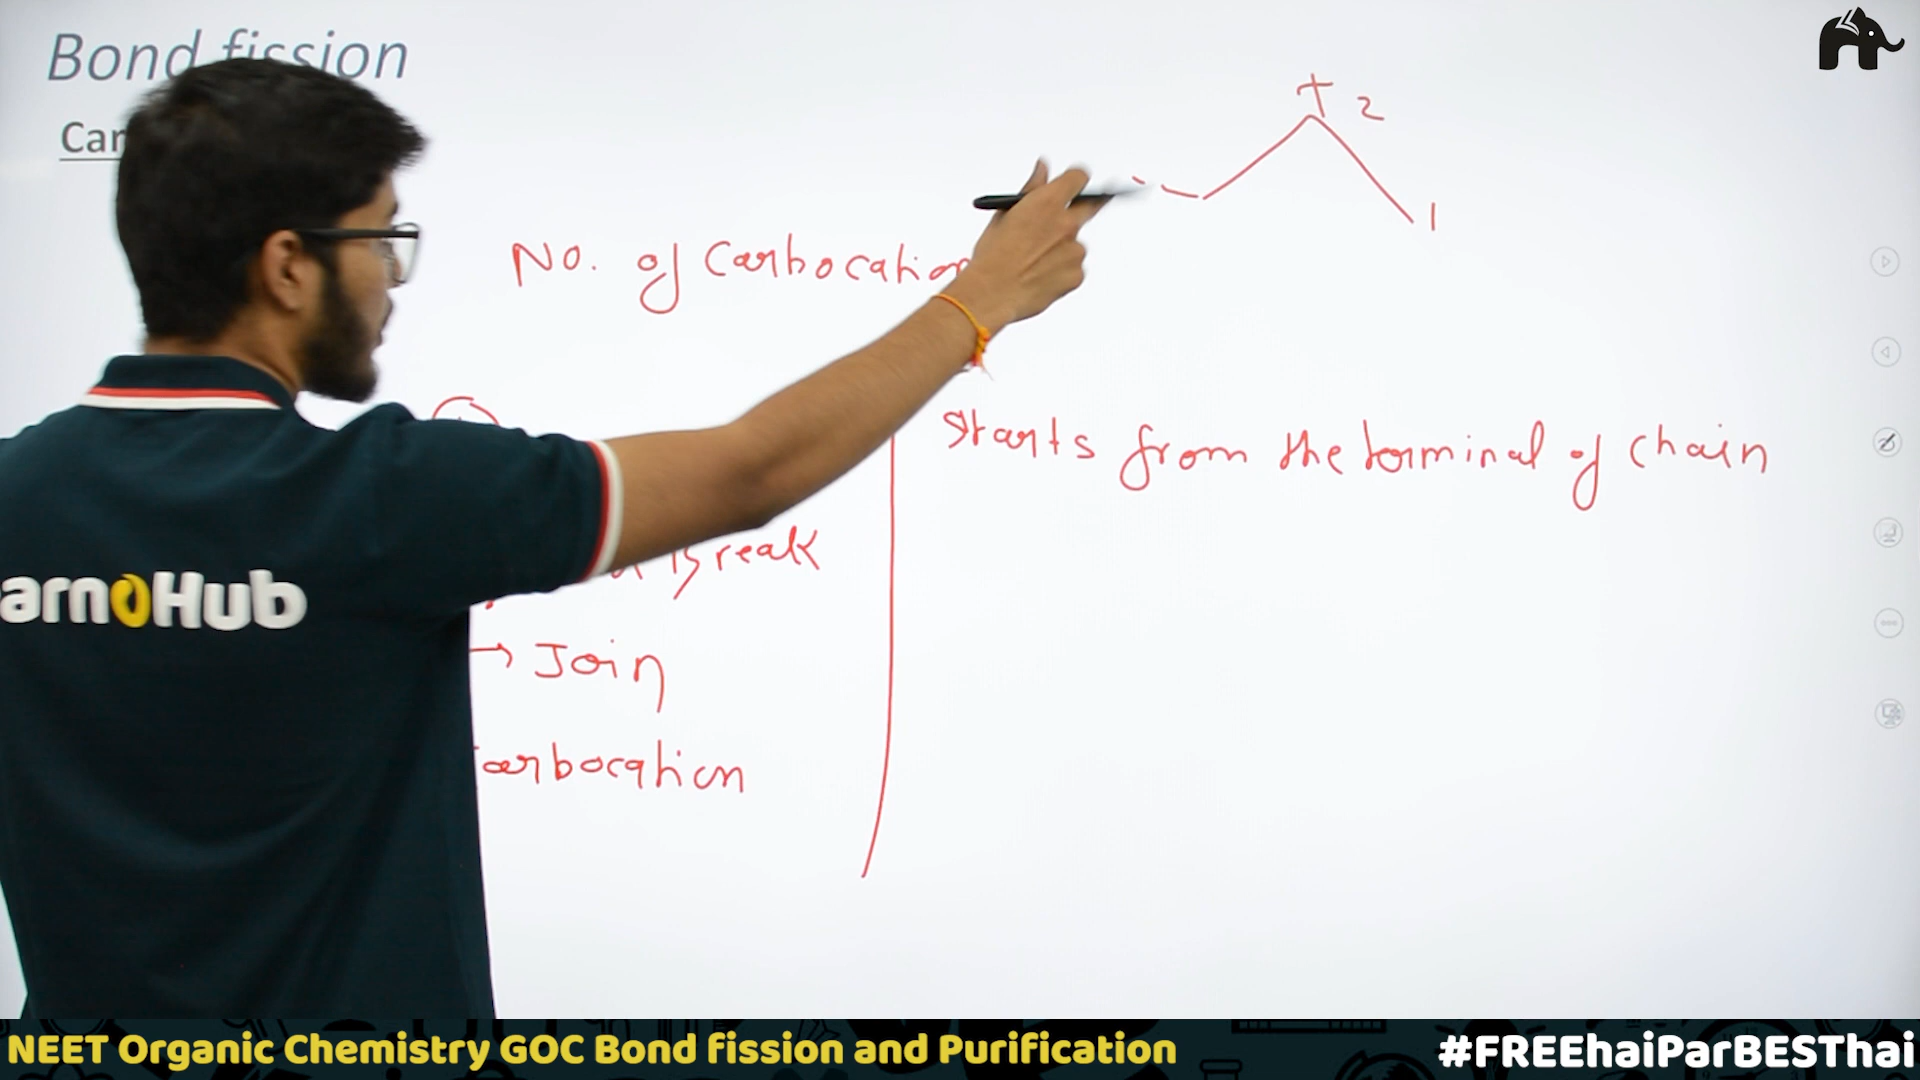 Bond fission
+ 2
1
No. of Carbocation
Starts from the terminal of chain
Break
→ Join
arbocation
arnoHub
NEET Organic Chemistry GOC Bond fission and Purification
#FREEhaiParBESThai